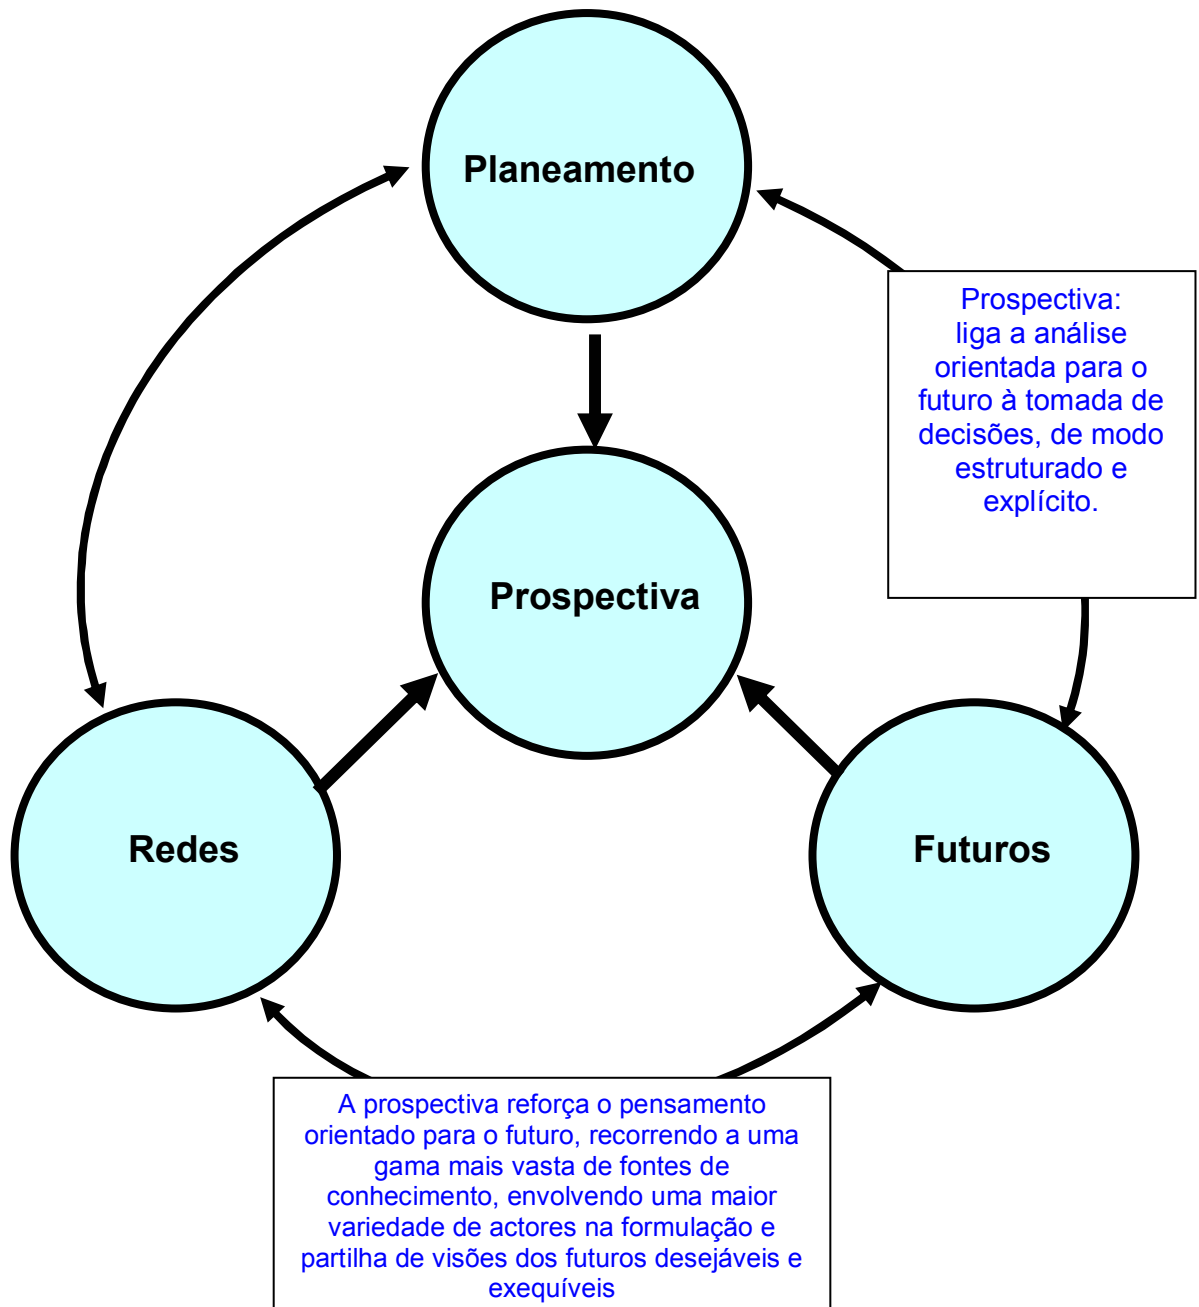 Planeamento
Prospectiva:
liga a análise
orientada para o
futuro à tomada de
decisões, de modo
estruturado e
explícito.
Prospectiva
Redes
Futuros
A prospectiva reforça o pensamento
orientado para o futuro, recorrendo a uma
gama mais vasta de fontes de
conhecimento, envolvendo uma maior
variedade de actores na formulação e
partilha de visões dos futuros desejáveis e
exequíveis